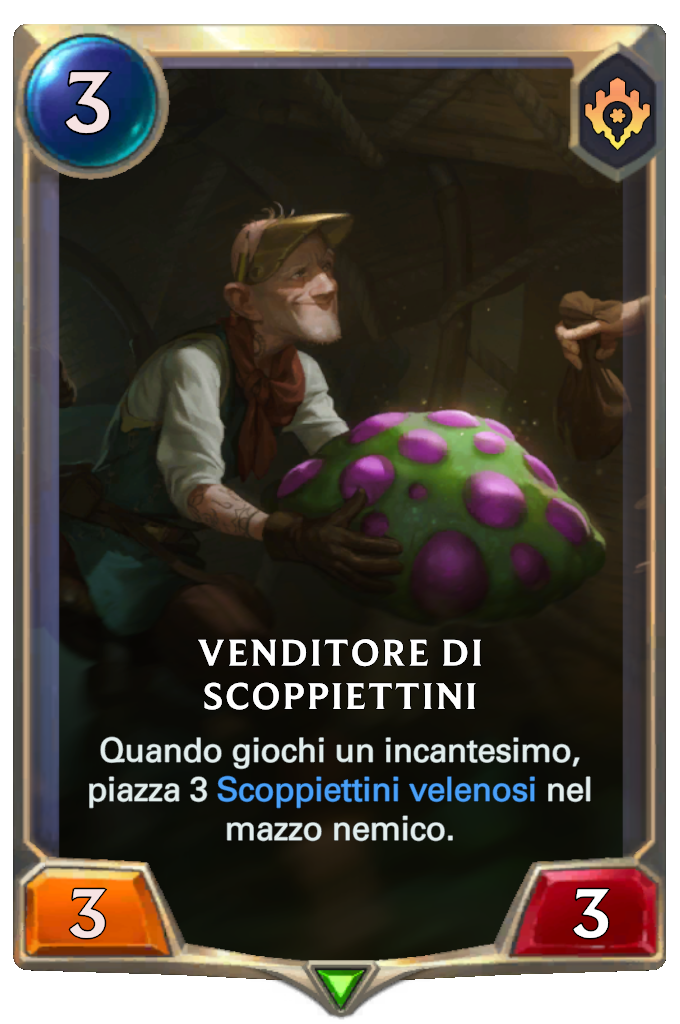 3
VENDITORE DI
SCOPPIETTINI
Quando giochi un incantesimo,
piazza 3 Scoppiettini velenosi nel
mazzo nemico.
3
3